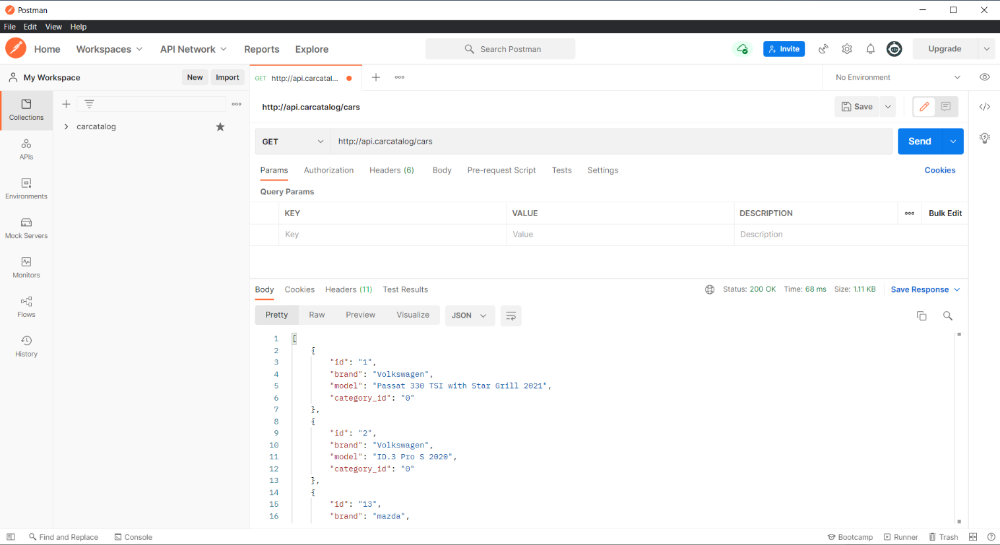 Postman
File Edit View Help
Home Workspaces API Network Reports Explore Search Postman Invite Upgrade
My Workspace New Import GET http://api.carcatal... No Environment
Collections
carcatalog
APIs
Environments
Mock Servers
Monitors
Flows
History
http://api.carcatalog/cars Save
GET http://api.carcatalog/cars Send
Params Authorization Headers (6) Body Pre-request Script Tests Settings Cookies
Query Params
KEY VALUE DESCRIPTION Bulk Edit
Key Value Description
Body Cookies Headers (11) Test Results Status: 200 OK Time: 68 ms Size: 1.11 KB Save Response
Pretty Raw Preview Visualize JSON
1 [
2 {
3 "id": "1",
4 "brand": "Volkswagen",
5 "model": "Passat 330 TSI with Star Grill 2021",
6 "category_id": "0"
7 },
8 {
9 "id": "2",
10 "brand": "Volkswagen",
11 "model": "ID.3 Pro S 2020",
12 "category_id": "0"
13 },
14 {
15 "id": "13",
16 "brand": "mazda",
Find and Replace Console Bootcamp Runner Trash